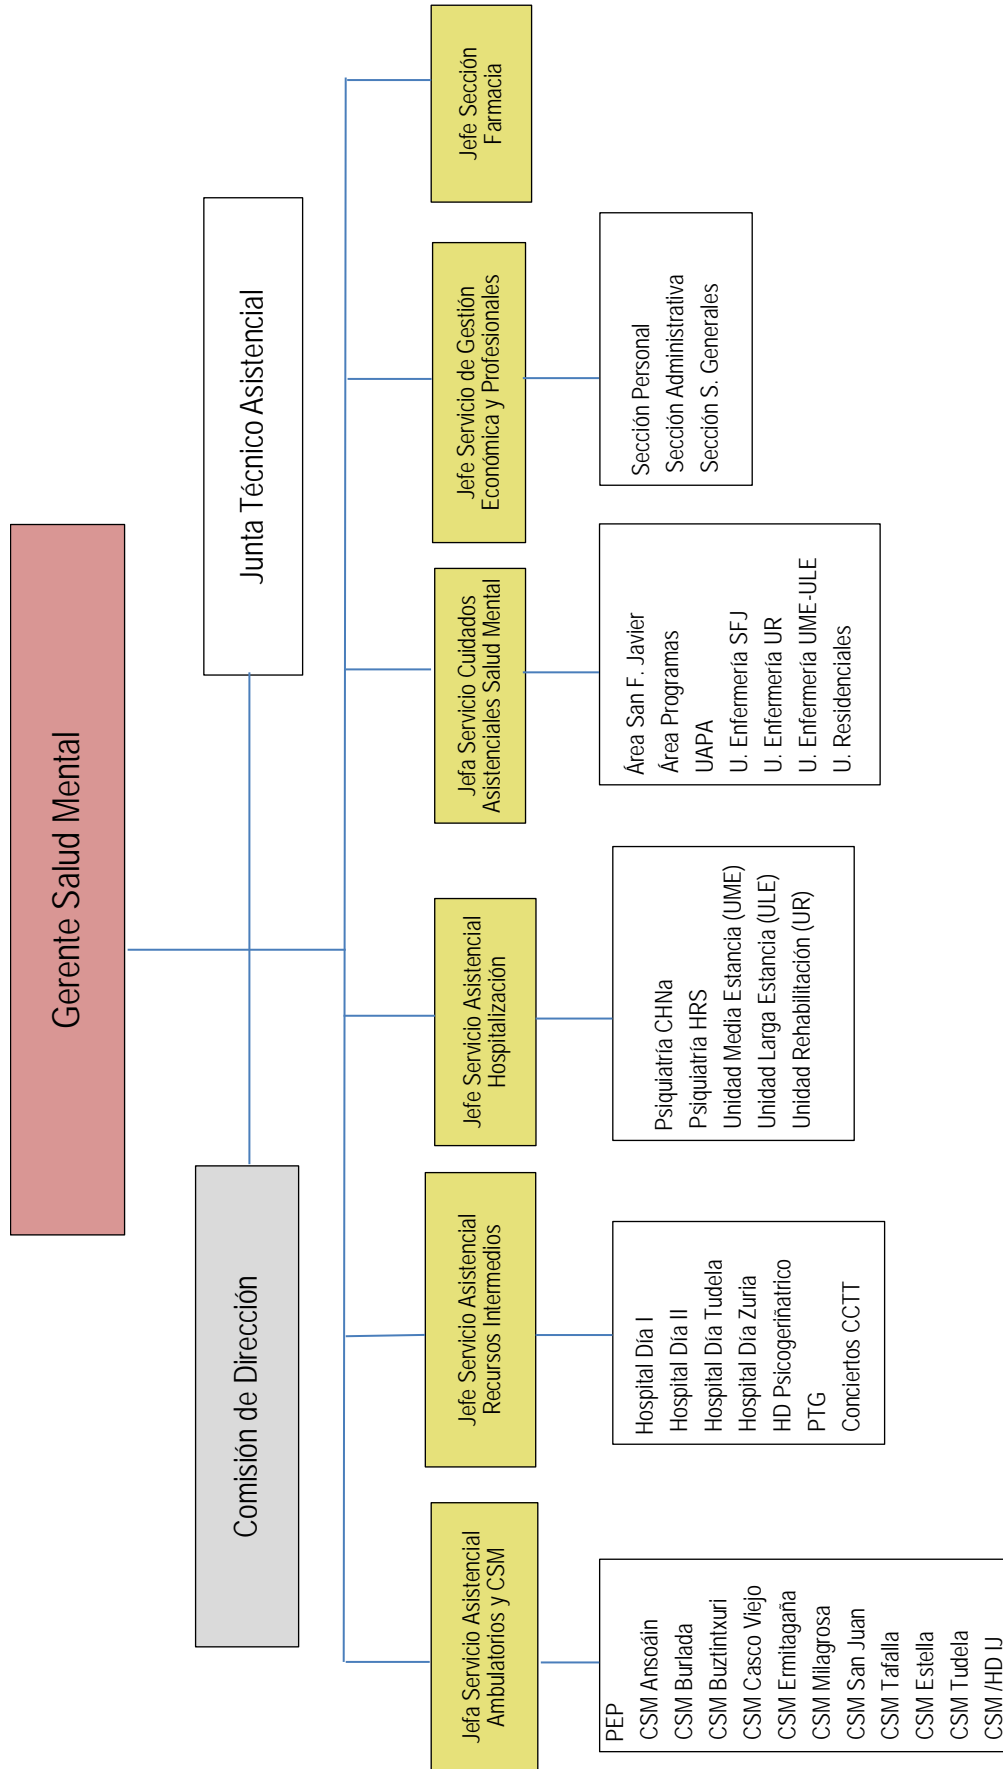 Gerente Salud Mental
Comisión de Dirección
Junta Técnico Asistencial
Jefa Servicio Asistencial
Ambulatorios y CSM
Jefe Servicio Asistencial
Recursos Intermedios
Jefe Servicio Asistencial
Hospitalización
Jefa Servicio Cuidados
Asistenciales Salud Mental
Jefe Servicio de Gestión
Económica y Profesionales
Jefe Sección
Farmacia
PEP
CSM Ansoáin
CSM Burlada
CSM Buztintxuri
CSM Casco Viejo
CSM Ermitagaña
CSM Milagrosa
CSM San Juan
CSM Tafalla
CSM Estella
CSM Tudela
CSM /HD IJ
Hospital Día I
Hospital Día II
Hospital Día Tudela
Hospital Día Zuria
HD Psicogeriñatrico
PTG
Conciertos CCTT
Psiquiatría CHNa
Psiquiatría HRS
Unidad Media Estancia (UME)
Unidad Larga Estancia (ULE)
Unidad Rehabilitación (UR)
Área San F. Javier
Área Programas
UAPA
U. Enfermería SFJ
U. Enfermería UR
U. Enfermería UME-ULE
U. Residenciales
Sección Personal
Sección Administrativa
Sección S. Generales